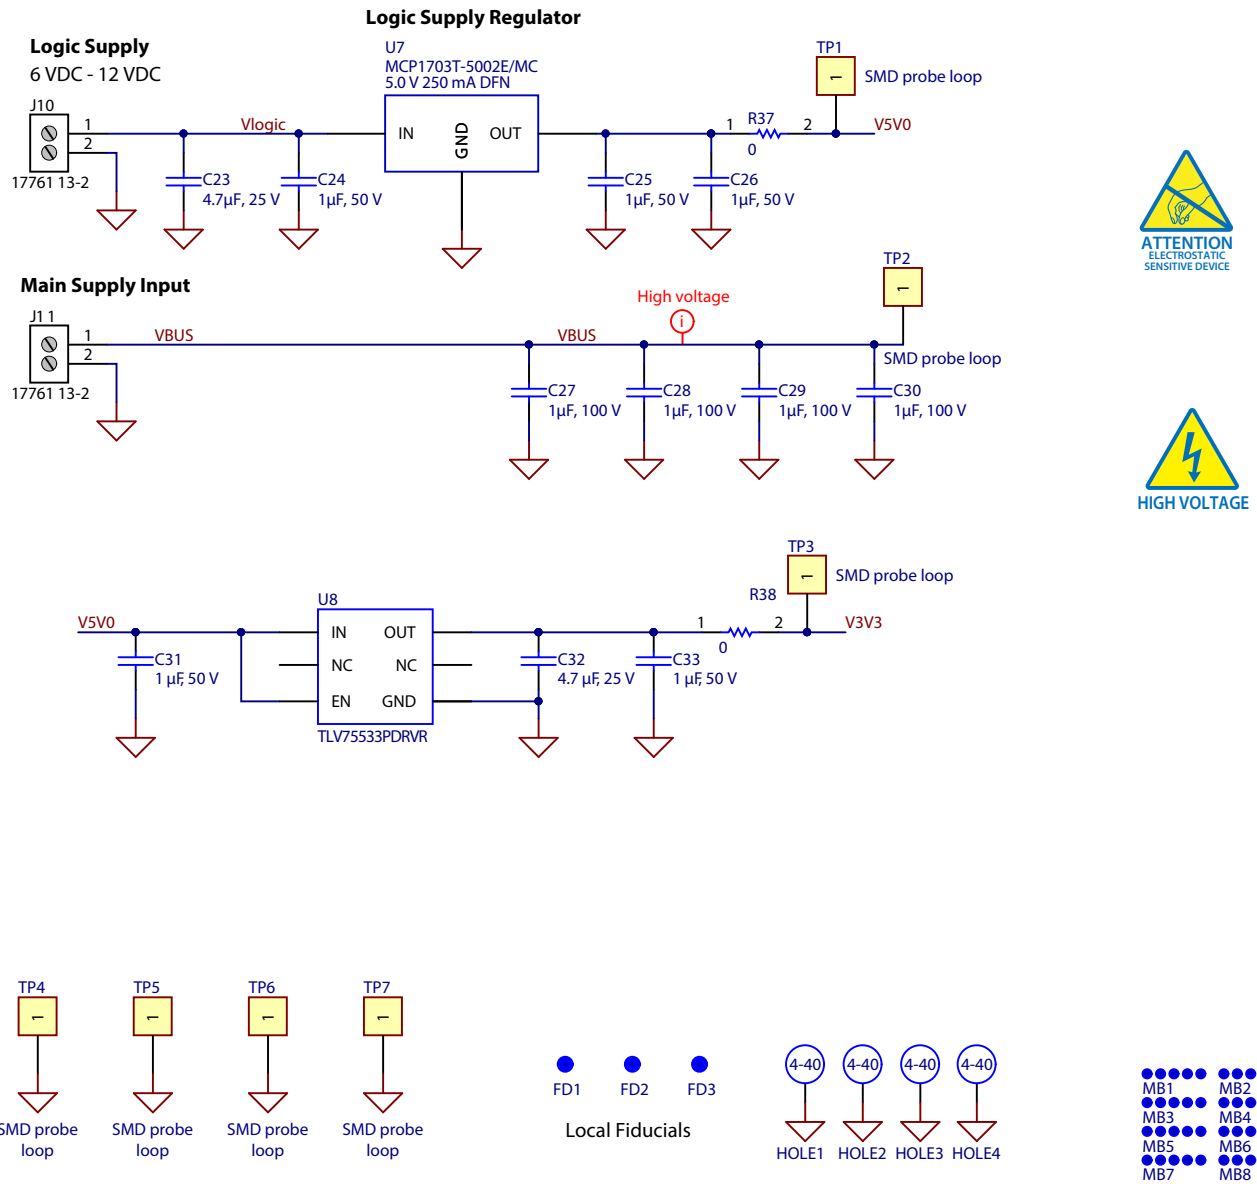 Logic Supply Regulator
Logic Supply
6 VDC - 12 VDC
J10
1
2
17761 13-2
Vlogic
C23
4.7µF, 25 V
C24
1µF, 50 V
U7
MCP1703T-5002E/MC
5.0 V 250 mA DFN
IN
GND
OUT
C25
1µF, 50 V
C26
1µF, 50 V
1
R37
2
0
TP1
1
SMD probe loop
V5V0
ATTENTION
ELECTROSTATIC
SENSITIVE DEVICE
Main Supply Input
J11
1
2
17761 13-2
VBUS
VBUS
High voltage
i
TP2
1
SMD probe loop
C27
1µF, 100 V
C28
1µF, 100 V
C29
1µF, 100 V
C30
1µF, 100 V
HIGH VOLTAGE
V5V0
C31
1 µF, 50 V
U8
IN
OUT
NC
NC
EN
GND
TLV75533PDRVR
C32
4.7 µF, 25 V
C33
1 µF, 50 V
1
R38
2
0
TP3
1
SMD probe loop
V3V3
TP4
1
SMD probe
loop
TP5
1
SMD probe
loop
TP6
1
SMD probe
loop
TP7
1
SMD probe
loop
FD1
FD2
FD3
Local Fiducials
4-40
4-40
4-40
4-40
HOLE1
HOLE2
HOLE3
HOLE4
MB1
MB2
MB3
MB4
MB5
MB6
MB7
MB8